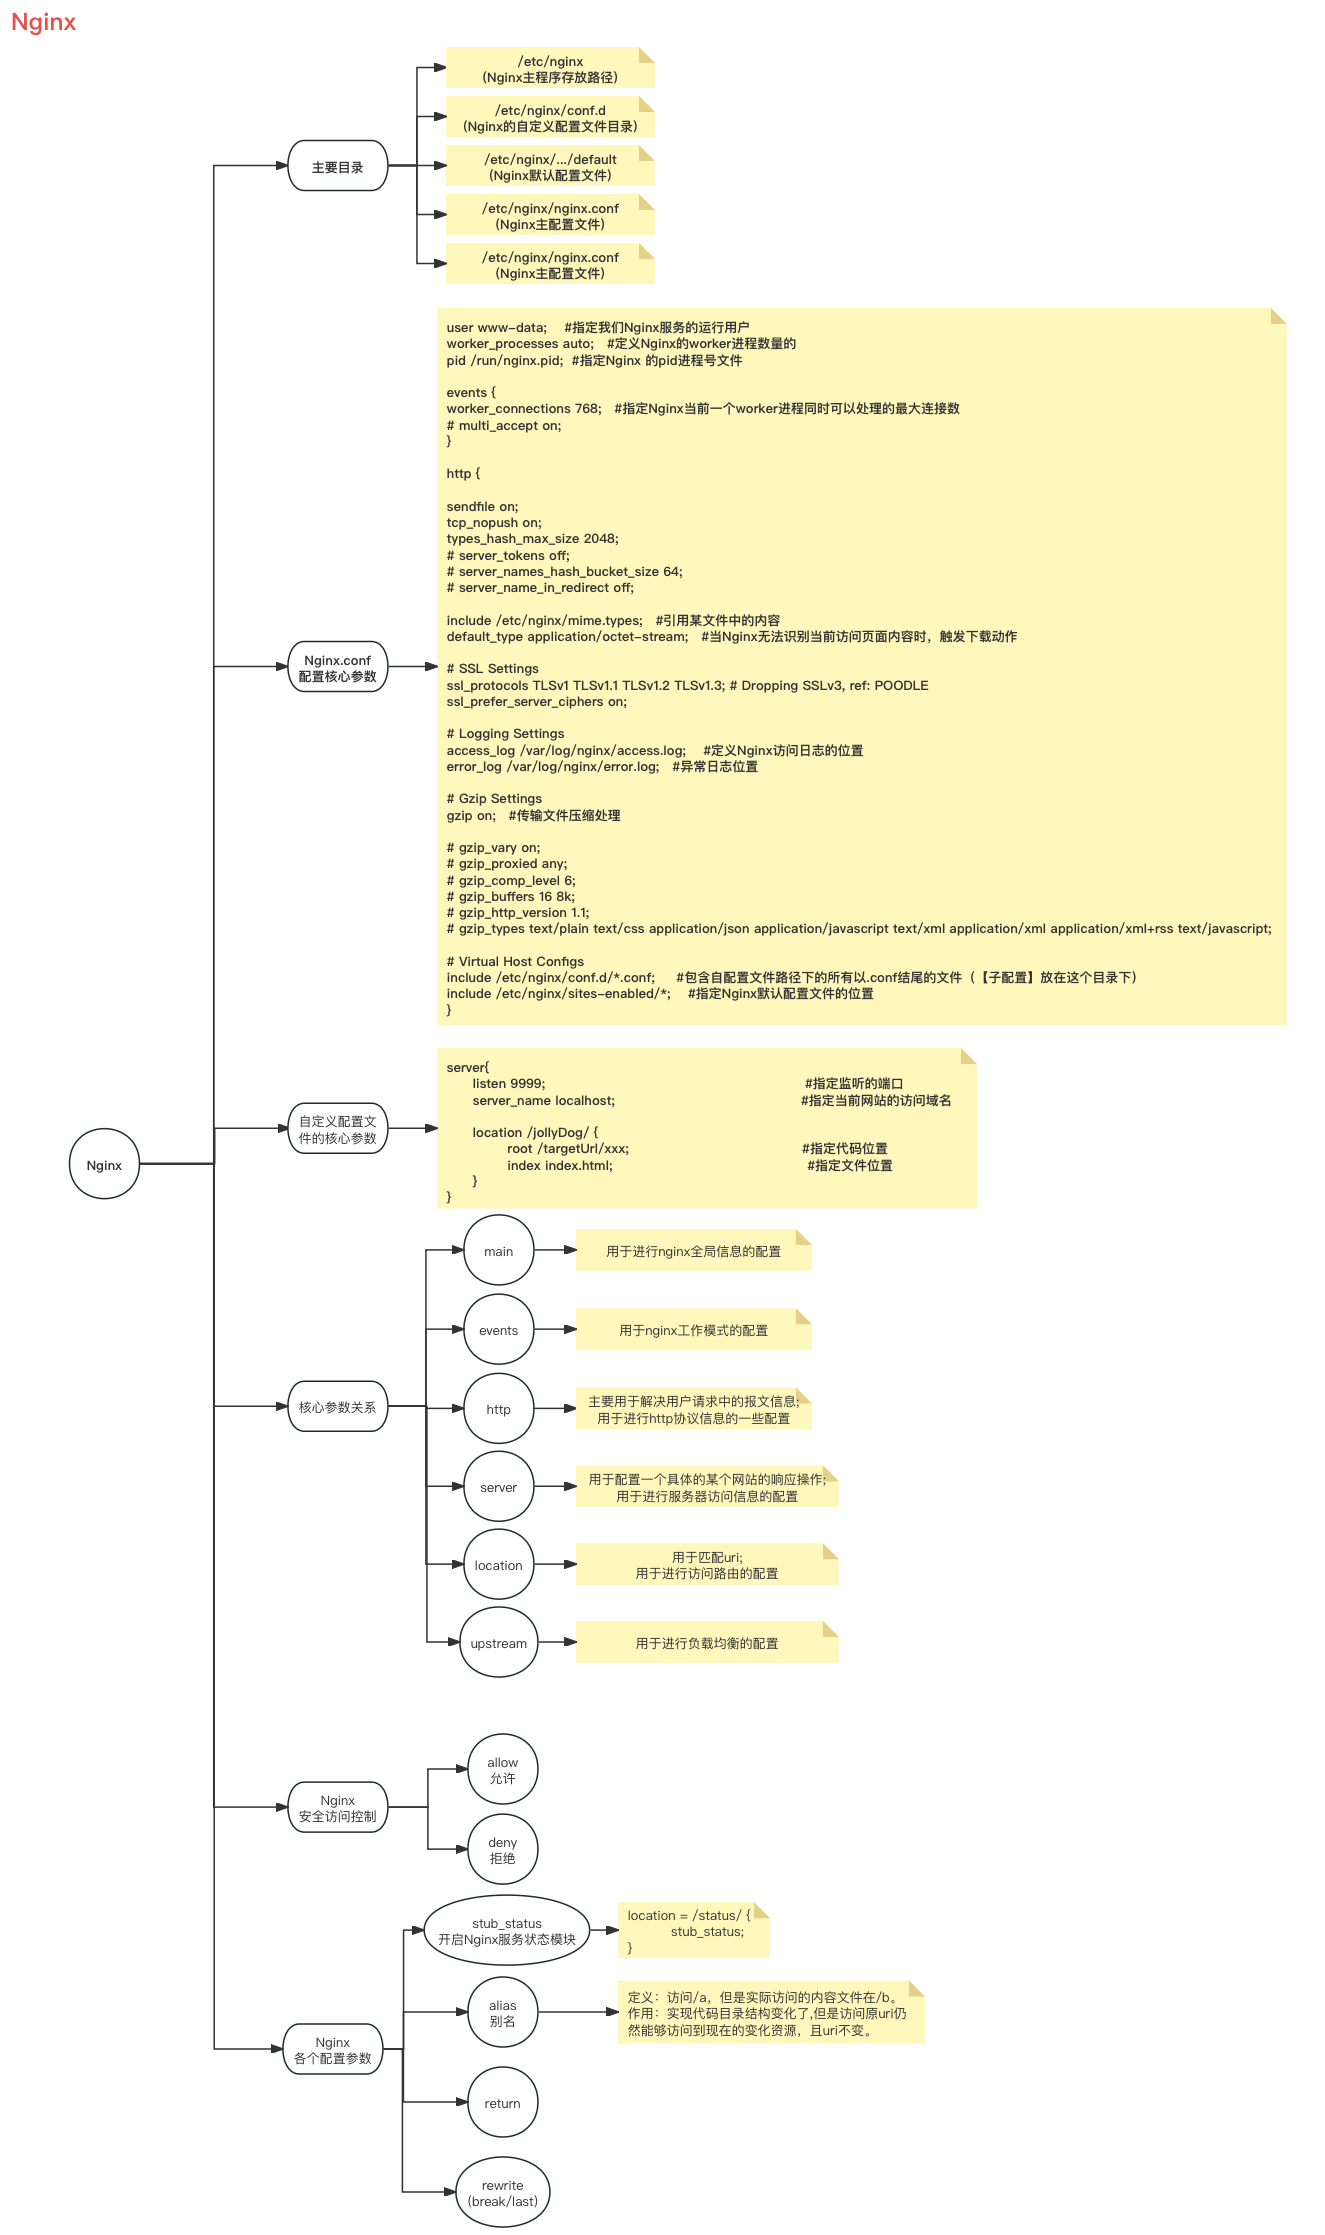 Nginx
/etc/nginx
(Nginx主程序存放路径)
/etc/nginx/conf.d
(Nginx的自定义配置文件目录)
主要目录
/etc/nginx/.../default
(Nginx默认配置文件)
/etc/nginx/nginx.conf
(Nginx主配置文件)
/etc/nginx/nginx.conf
(Nginx主配置文件)
Nginx.conf
配置核心参数
user www-data; #指定我们Nginx服务的运行用户
worker_processes auto; #定义Nginx的worker进程数量的
pid /run/nginx.pid; #指定Nginx 的pid进程号文件
events {
worker_connections 768; #指定Nginx当前一个worker进程同时可以处理的最大连接数
# multi_accept on;
}
http {
sendfile on;
tcp_nopush on;
types_hash_max_size 2048;
# server_tokens off;
# server_names_hash_bucket_size 64;
# server_name_in_redirect off;
include /etc/nginx/mime.types; #引用某文件中的内容
default_type application/octet-stream; #当Nginx无法识别当前访问页面内容时，触发下载动作
# SSL Settings
ssl_protocols TLSv1 TLSv1.1 TLSv1.2 TLSv1.3; # Dropping SSLv3, ref: POODLE
ssl_prefer_server_ciphers on;
# Logging Settings
access_log /var/log/nginx/access.log; #定义Nginx访问日志的位置
error_log /var/log/nginx/error.log; #异常日志位置
# Gzip Settings
gzip on; #传输文件压缩处理
# gzip_vary on;
# gzip_proxied any;
# gzip_comp_level 6;
# gzip_buffers 16 8k;
# gzip_http_version 1.1;
# gzip_types text/plain text/css application/json application/javascript text/xml application/xml application/xml+rss text/javascript;
# Virtual Host Configs
include /etc/nginx/conf.d/*.conf; #包含自配置文件路径下的所有以.conf结尾的文件（【子配置】放在这个目录下）
include /etc/nginx/sites-enabled/*; #指定Nginx默认配置文件的位置
}
自定义配置文
件的核心参数
server{
listen 9999; #指定监听的端口
server_name localhost; #指定当前网站的访问域名
location /jollyDog/ {
root /targetUrl/xxx; #指定代码位置
index index.html; #指定文件位置
}
}
Nginx
核心参数关系
main
用于进行nginx全局信息的配置
events
用于nginx工作模式的配置
http
主要用于解决用户请求中的报文信息;
用于进行http协议信息的一些配置
server
用于配置一个具体的某个网站的响应操作;
用于进行服务器访问信息的配置
location
用于匹配uri;
用于进行访问路由的配置
upstream
用于进行负载均衡的配置
Nginx
安全访问控制
allow
允许
deny
拒绝
Nginx
各个配置参数
stub_status
开启Nginx服务状态模块
location = /status/ {
stub_status;
}
alias
别名
定义：访问/a，但是实际访问的内容文件在/b。
作用：实现代码目录结构变化了,但是访问原uri仍
然能够访问到现在的变化资源，且uri不变。
return
rewrite
(break/last)